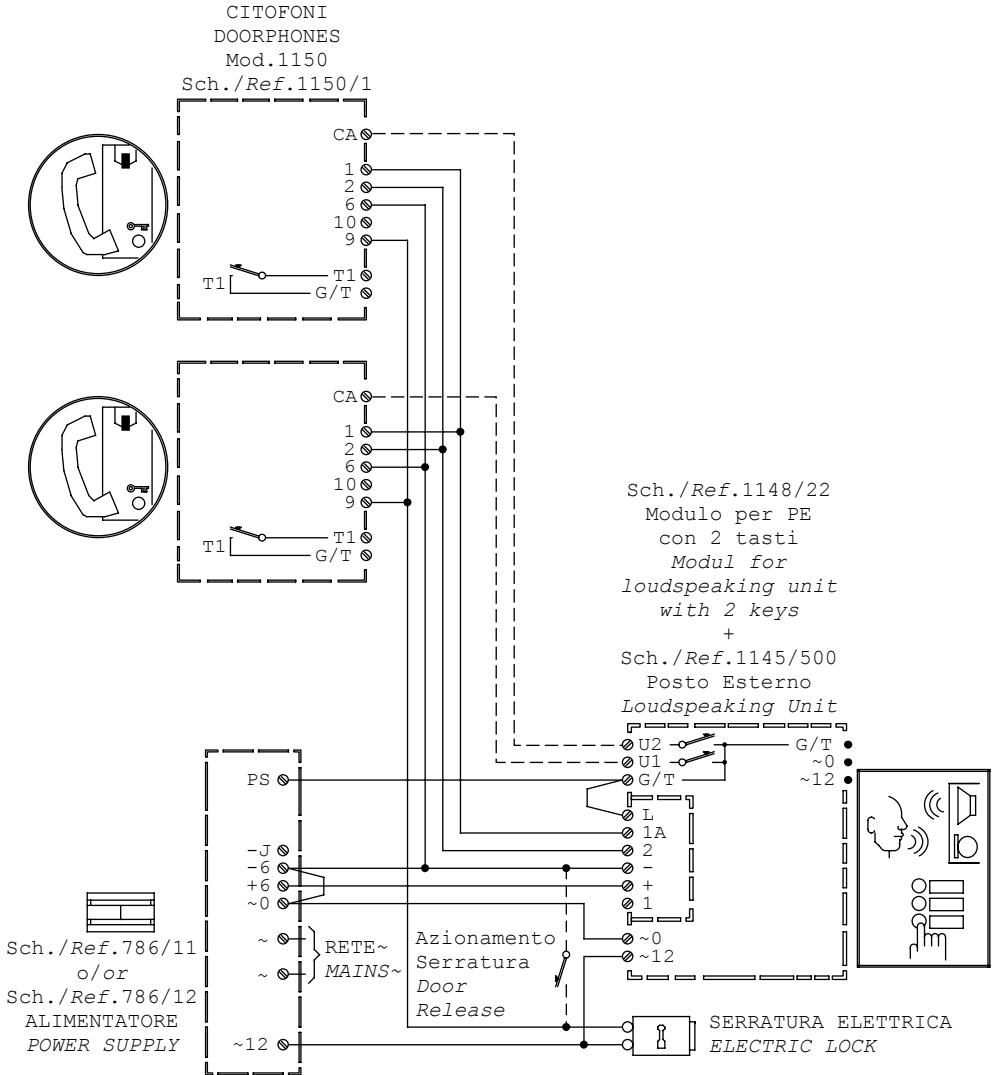 CITOFONI
DOORPHONES
Mod.1150
Sch./Ref.1150/1
CA
1
2
6
10
9
T1
T1
G/T
CA
1
2
6
10
9
T1
T1
G/T
Sch./Ref.1148/22
Modulo per PE
con 2 tasti
Modul for
loudspeaking unit
with 2 keys
+
Sch./Ref.1145/500
Posto Esterno
Loudspeaking Unit
U2
G/T
U1
~0
G/T
~12
L
1A
2
-
+
1
~0
~12
PS
-J
-6
+6
~0
~
~
~12
RETE~
MAINS~
Sch./Ref.786/11
o/or
Sch./Ref.786/12
ALIMENTATORE
POWER SUPPLY
Azionamento
Serratura
Door
Release
SERRATURA ELETTRICA
ELECTRIC LOCK